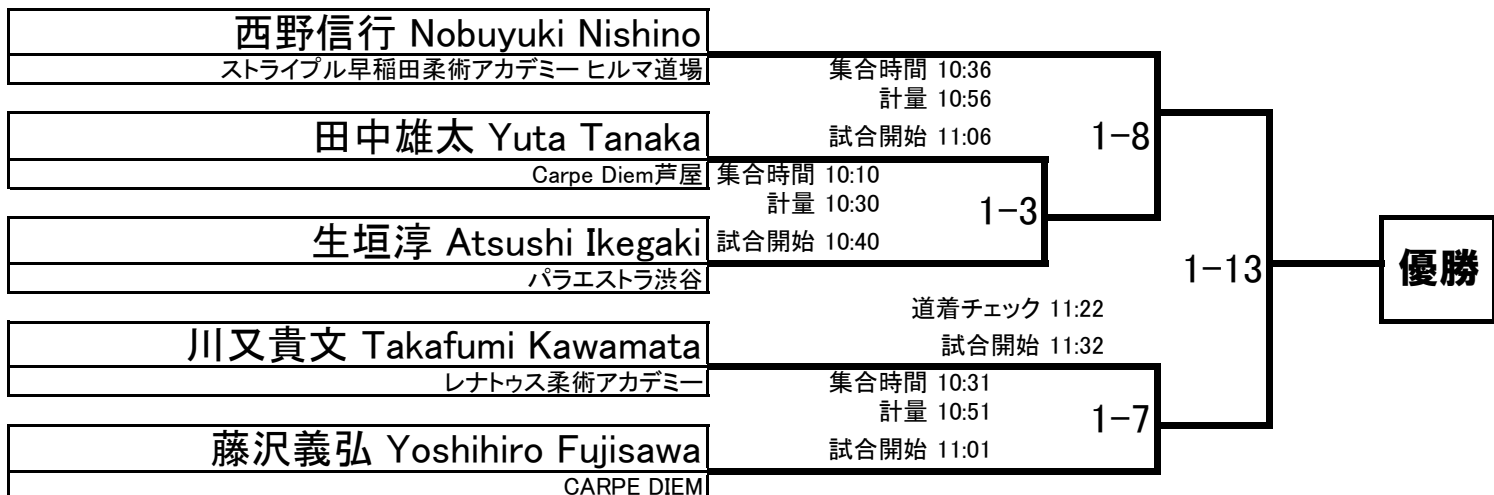 西野信行 Nobuyuki Nishino
ストライプル早稲田柔術アカデミー ヒルマ道場
集合時間 10:36
計量 10:56
試合開始 11:06
1-8
田中雄太 Yuta Tanaka
Carpe Diem芦屋
集合時間 10:10
計量 10:30
試合開始 10:40
1-3
生垣淳 Atsushi Ikegaki
パラエストラ渋谷
1-13
優勝
道着チェック 11:22
試合開始 11:32
川又貴文 Takafumi Kawamata
レナトゥス柔術アカデミー
集合時間 10:31
計量 10:51
試合開始 11:01
1-7
藤沢義弘 Yoshihiro Fujisawa
CARPE DIEM